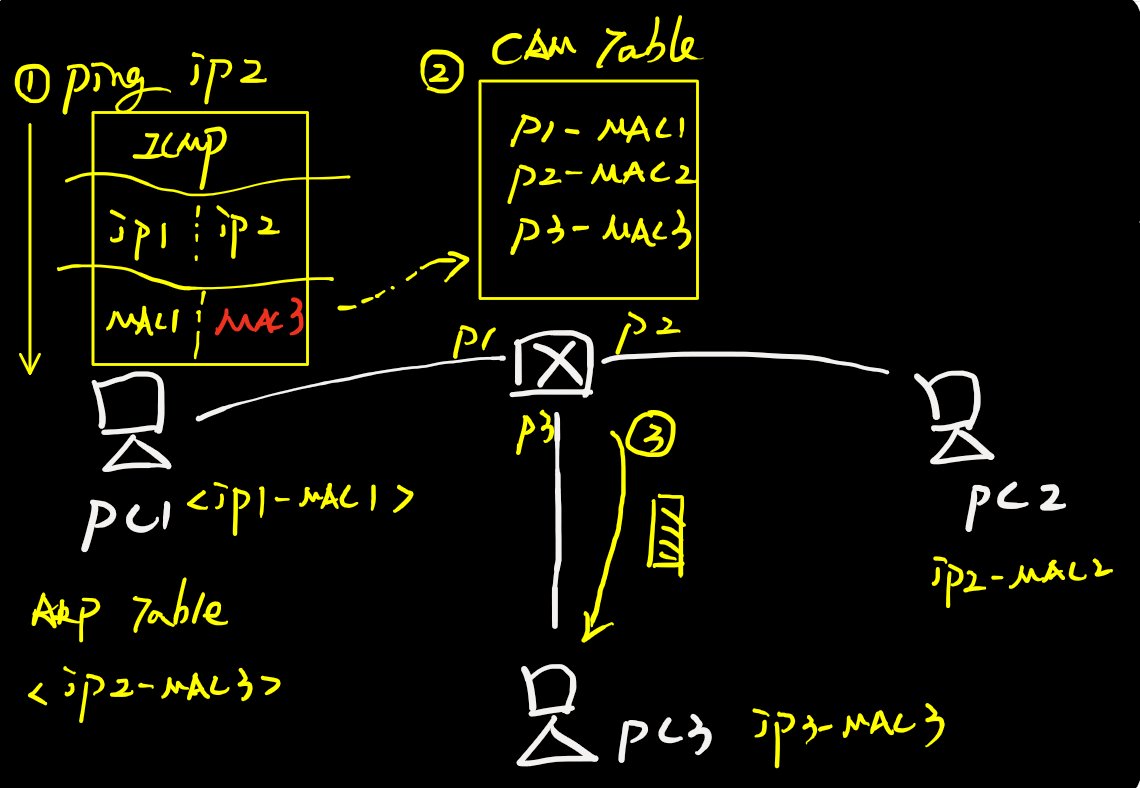 ① Ping ip2
ICMP
ip1 ip2
MAC1 MAC3
② CAM Table
P1-MAC1
P2-MAC2
P3-MAC3
P1
P2
P3
③
PC1 <ip1-MAC1>
ARP Table
<ip2-MAC3>
PC2
ip2-MAC2
PC3 ip3-MAC3